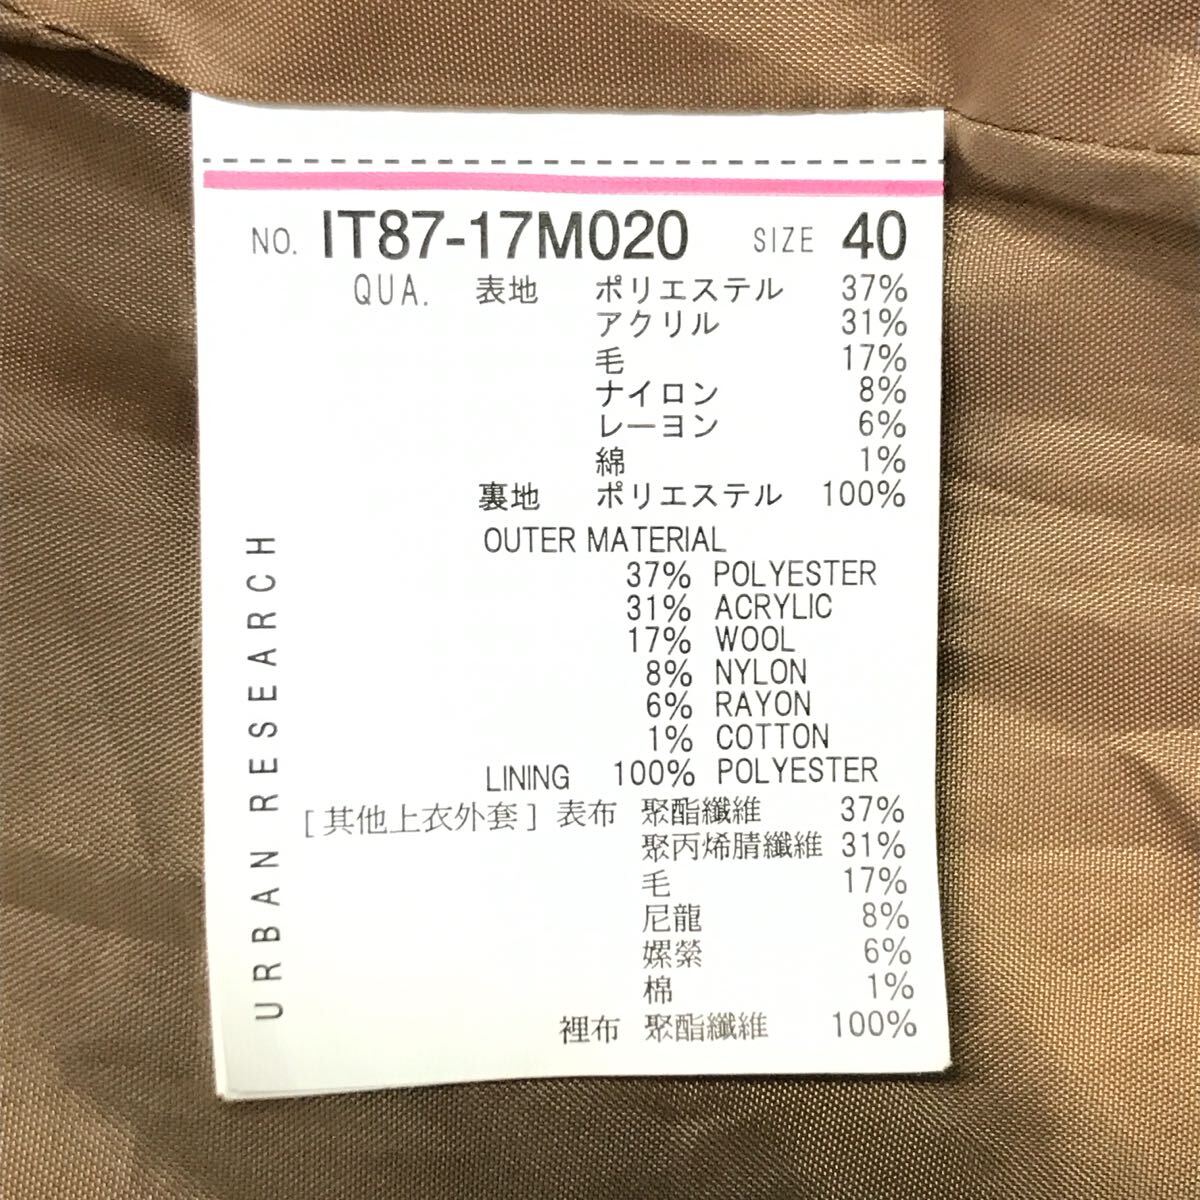 NO. IT87-17M020 SIZE 40
QUA. 表地 ポリエステル 37%
アクリル 31%
毛 17%
ナイロン 8%
レーヨン 6%
綿 1%
裏地 ポリエステル 100%
OUTER MATERIAL
37% POLYESTER
31% ACRYLIC
17% WOOL
8% NYLON
6% RAYON
1% COTTON
LINING 100% POLYESTER
[其他上衣外套] 表布 聚酯纖維 37%
聚丙烯腈纖維 31%
毛 17%
尼龍 8%
嫘縈 6%
棉 1%
裡布 聚酯纖維 100%
URBAN RESEARCH